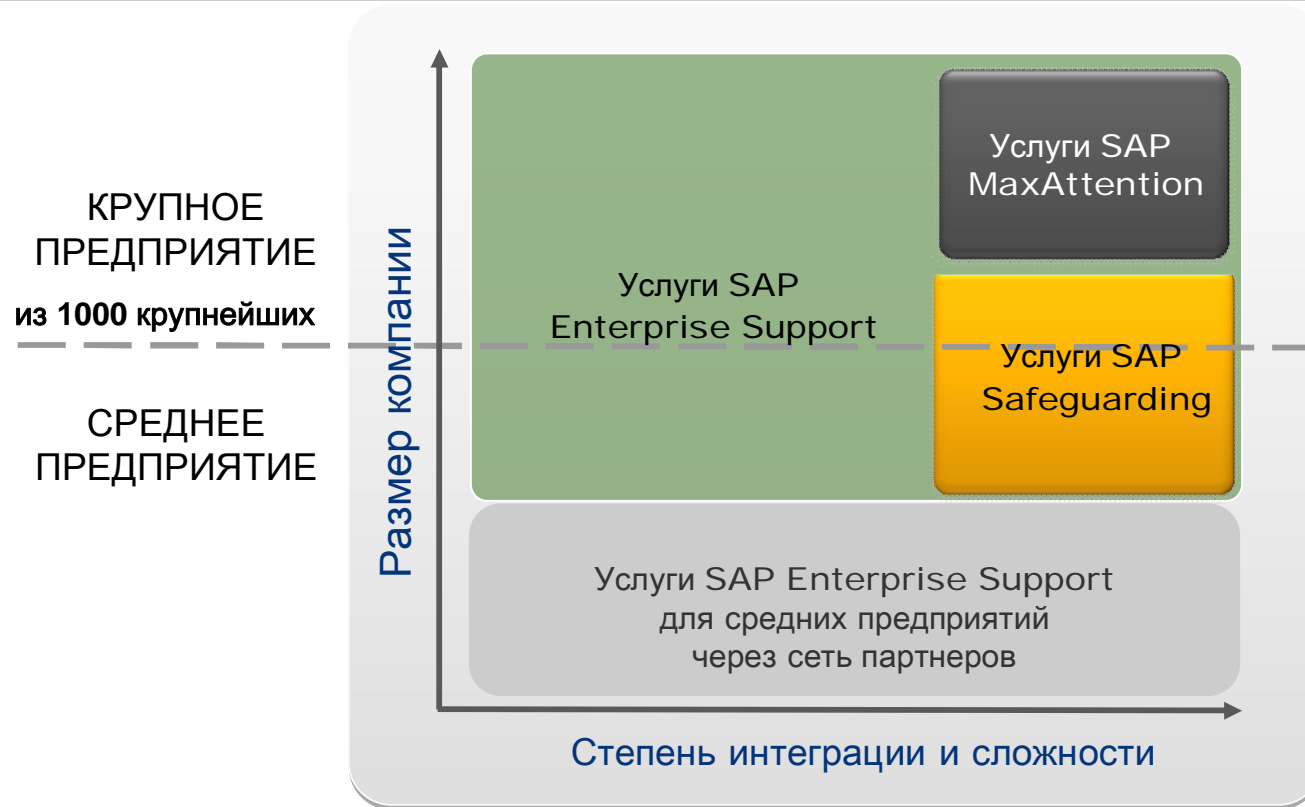 КРУПНОЕ
ПРЕДПРИЯТИЕ
из 1000 крупнейших
СРЕДНЕЕ
ПРЕДПРИЯТИЕ
Размер компании
Услуги SAP
Enterprise Support
Услуги SAP
MaxAttention
Услуги SAP
Safeguarding
Услуги SAP Enterprise Support
для средних предприятий
через сеть партнеров
Степень интеграции и сложности